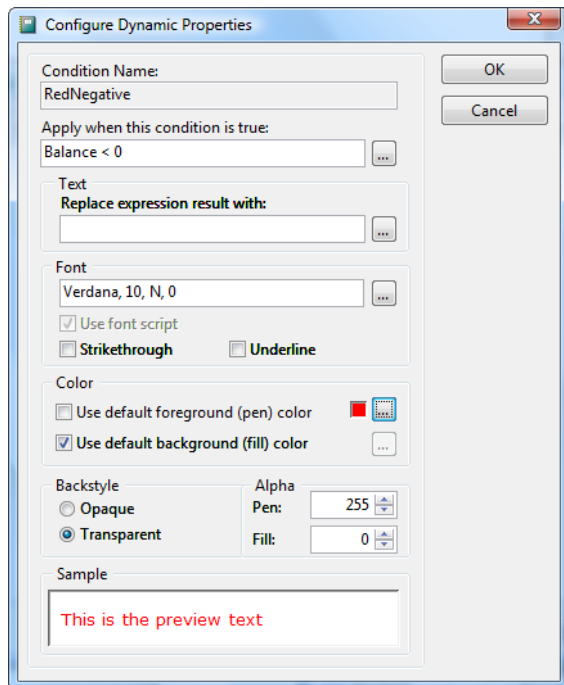 Configure Dynamic Properties
Condition Name:
RedNegative
OK
Cancel
Apply when this condition is true:
Balance < 0
...
Text
Replace expression result with:
...
Font
Verdana, 10, N, 0
...
Use font script
Strikethrough Underline
Color
Use default foreground (pen) color
...
Use default background (fill) color
...
Backstyle
Opaque
Transparent
Alpha
Pen: 255
Fill: 0
Sample
This is the preview text